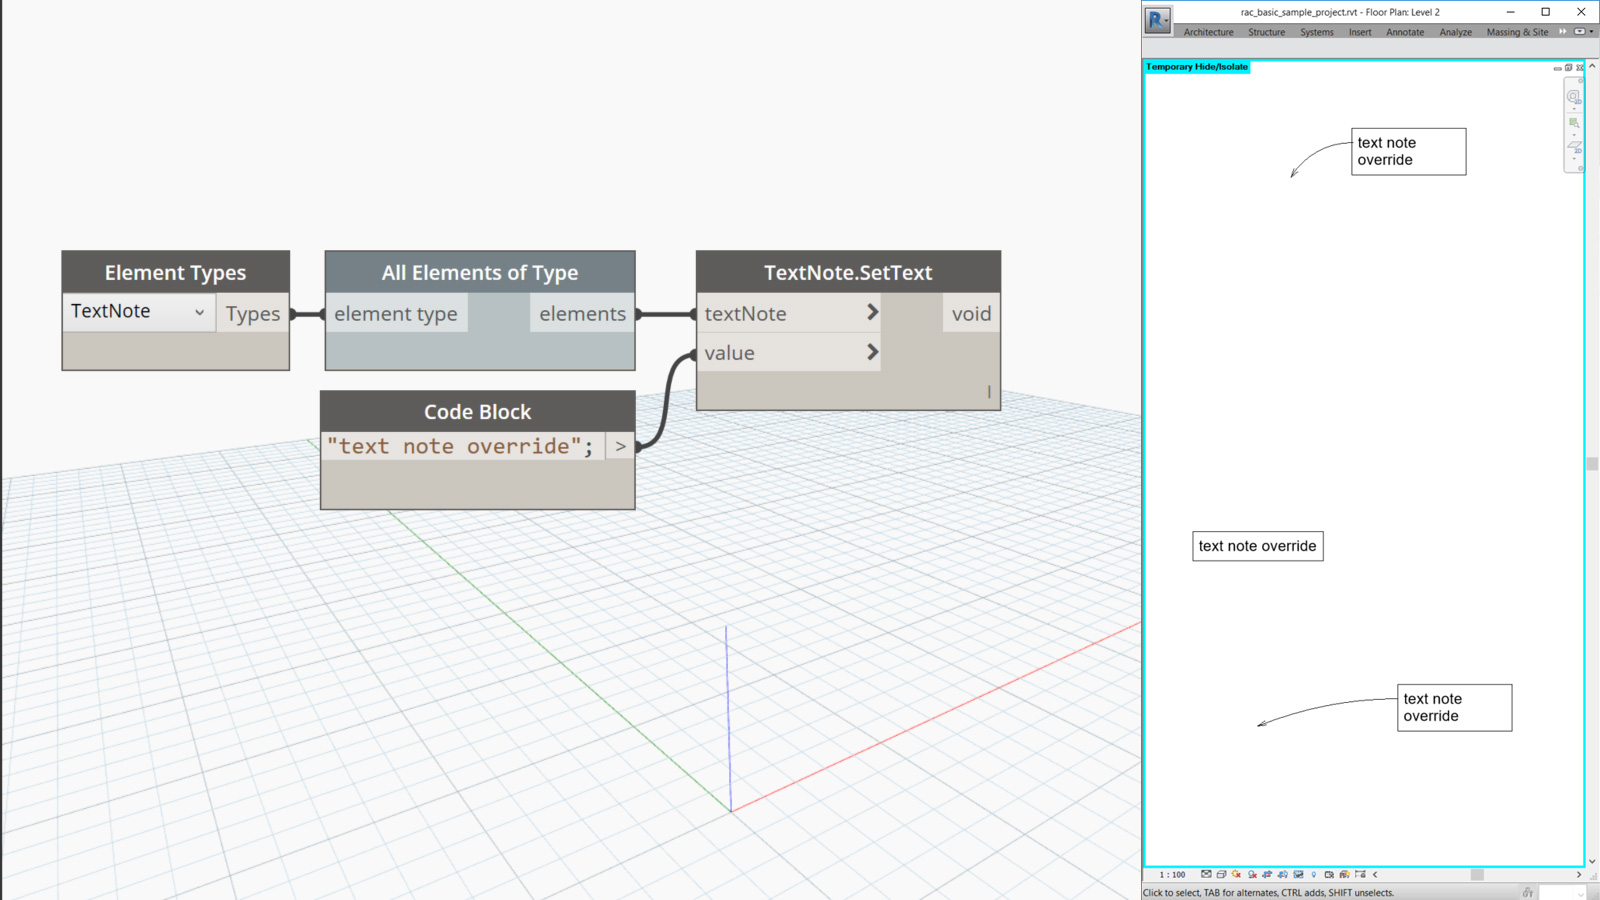 Element Types
TextNote
Types
All Elements of Type
element type
elements
TextNote.SetText
textNote
void
value
Code Block
"text note override";
>
rac_basic_sample_project.rvt - Floor Plan: Level 2
Architecture Structure Systems Insert Annotate Analyze Massing & Site
Temporary Hide/Isolate
text note
override
text note override
text note
override
1 : 100
Click to select, TAB for alternates, CTRL adds, SHIFT unselects.